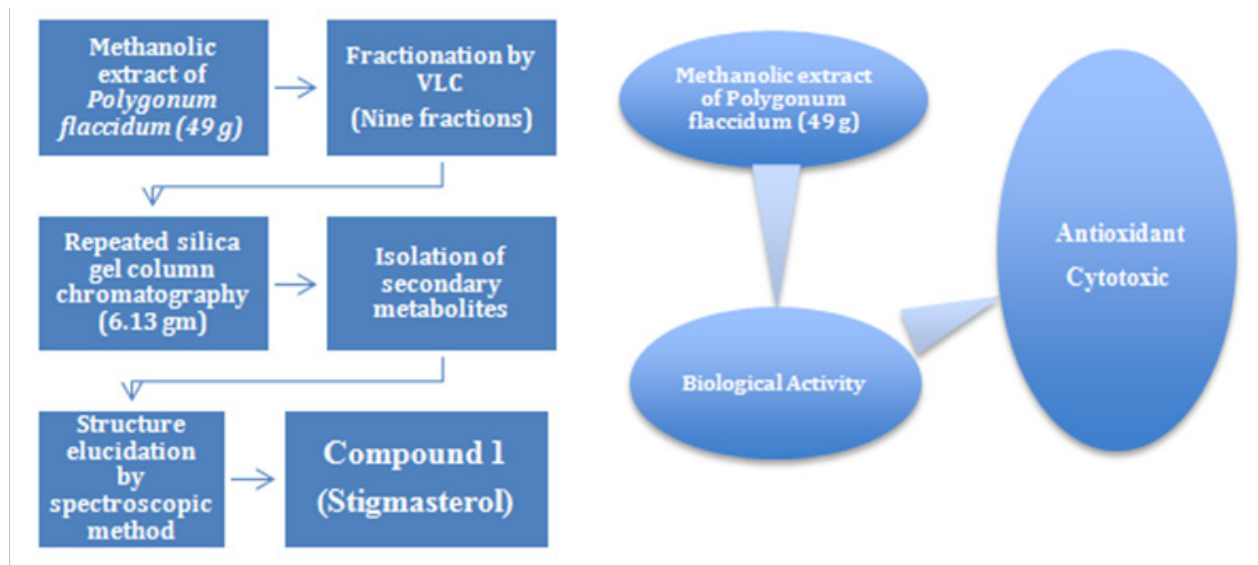 Methanolic
extract of
Polygonum
flaccidum (49 g)
Fractionation by
VLC
(Nine fractions)
Repeated silica
gel column
chromatography
(6.13 gm)
Isolation of
secondary
metabolites
Structure
elucidation
by
spectroscopic
method
Compound 1
(Stigmasterol)
Methanolic extract
of Polygonum
flaccidum (49 g)
Biological Activity
Antioxidant
Cytotoxic